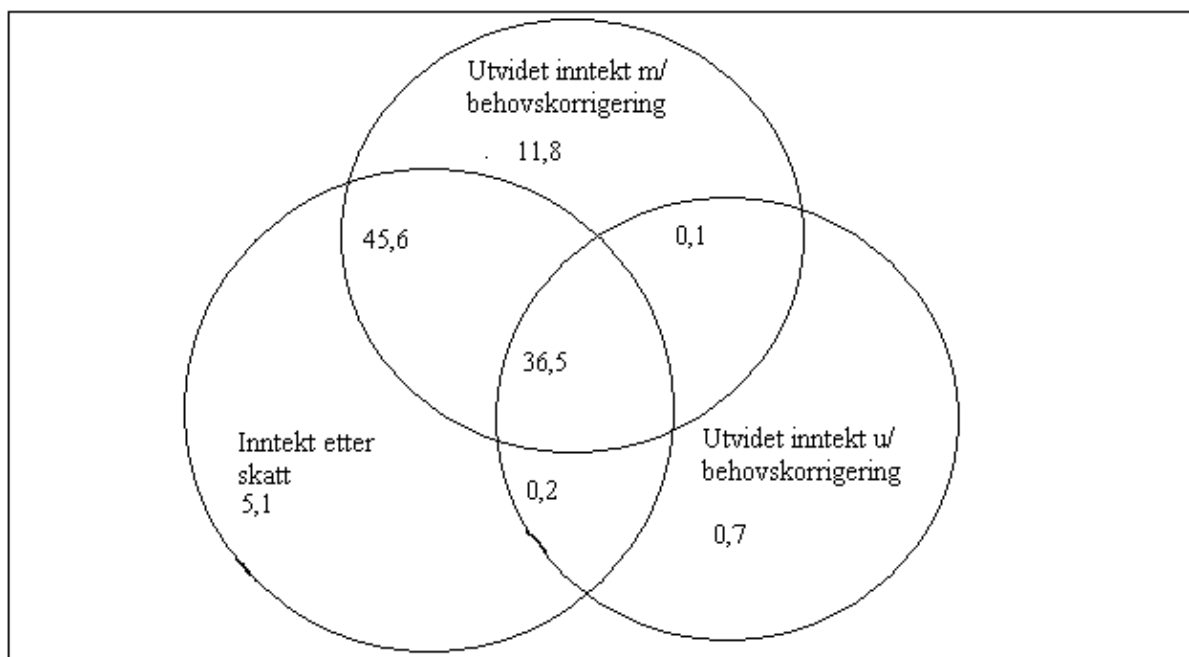 Utvidet inntekt m/
behovskorrigering
11,8
45,6
0,1
36,5
Inntekt etter
skatt
5,1
0,2
Utvidet inntekt u/
behovskorrigering
0,7